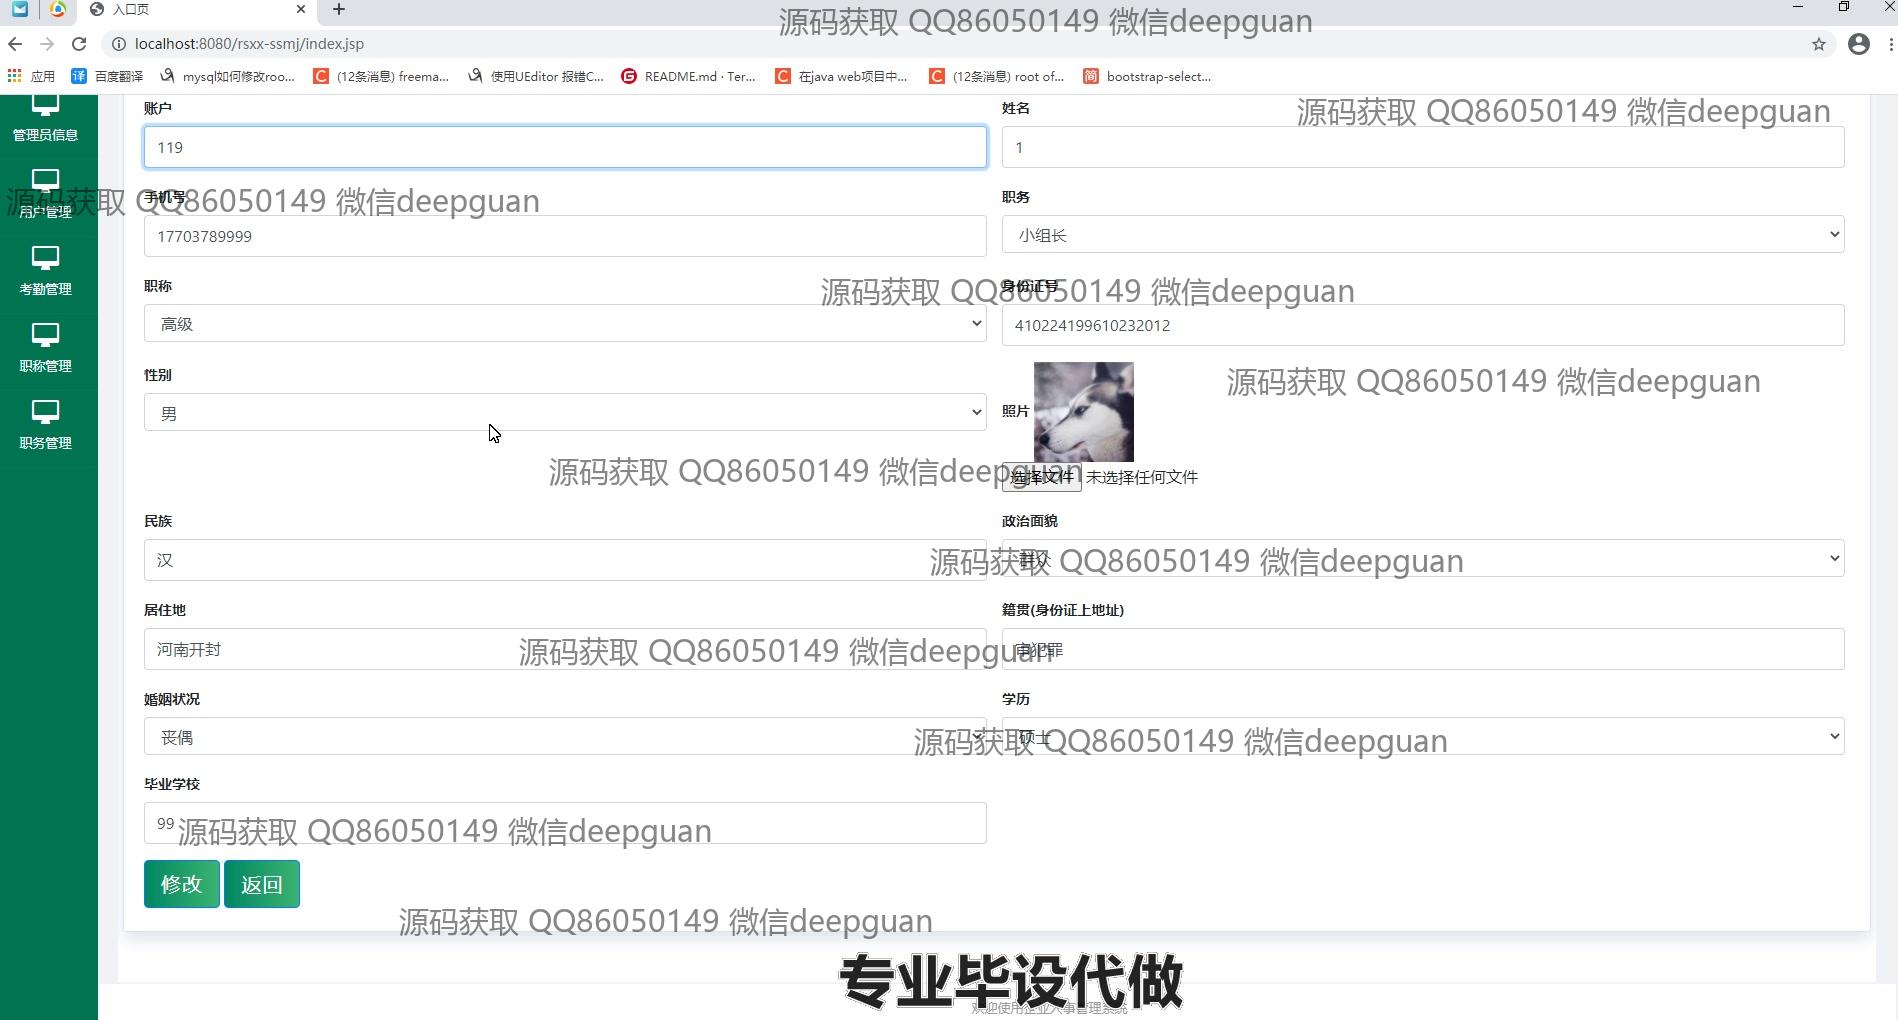 入口页
源码获取 QQ86050149 微信deepguan
localhost:8080/rsxx-ssmj/index.jsp
应用 百度翻译 mysql如何修改roo... (12条消息) freema... 使用UEditor 报错C... README.md · Ter... 在java web项目中... (12条消息) root of... bootstrap-select...
账户
姓名
源码获取 QQ86050149 微信deepguan
管理员信息
119
1
手机号
职务
源码获取 QQ86050149 微信deepguan
用户管理
17703789999
小组长
考勤管理
职称
身份证号
源码获取 QQ86050149 微信deepguan
高级
410224199610232012
职称管理
性别
源码获取 QQ86050149 微信deepguan
男
照片
职务管理
源码获取 QQ86050149 微信deepguan
选择文件 未选择任何文件
民族
政治面貌
汉
群众
源码获取 QQ86050149 微信deepguan
居住地
籍贯(身份证上地址)
河南开封
源码获取 QQ86050149 微信deepguan
犯罪
婚姻状况
学历
丧偶
硕士
源码获取 QQ86050149 微信deepguan
毕业学校
99
源码获取 QQ86050149 微信deepguan
修改 返回
源码获取 QQ86050149 微信deepguan
专业毕设代做
欢迎使用企业人事管理系统